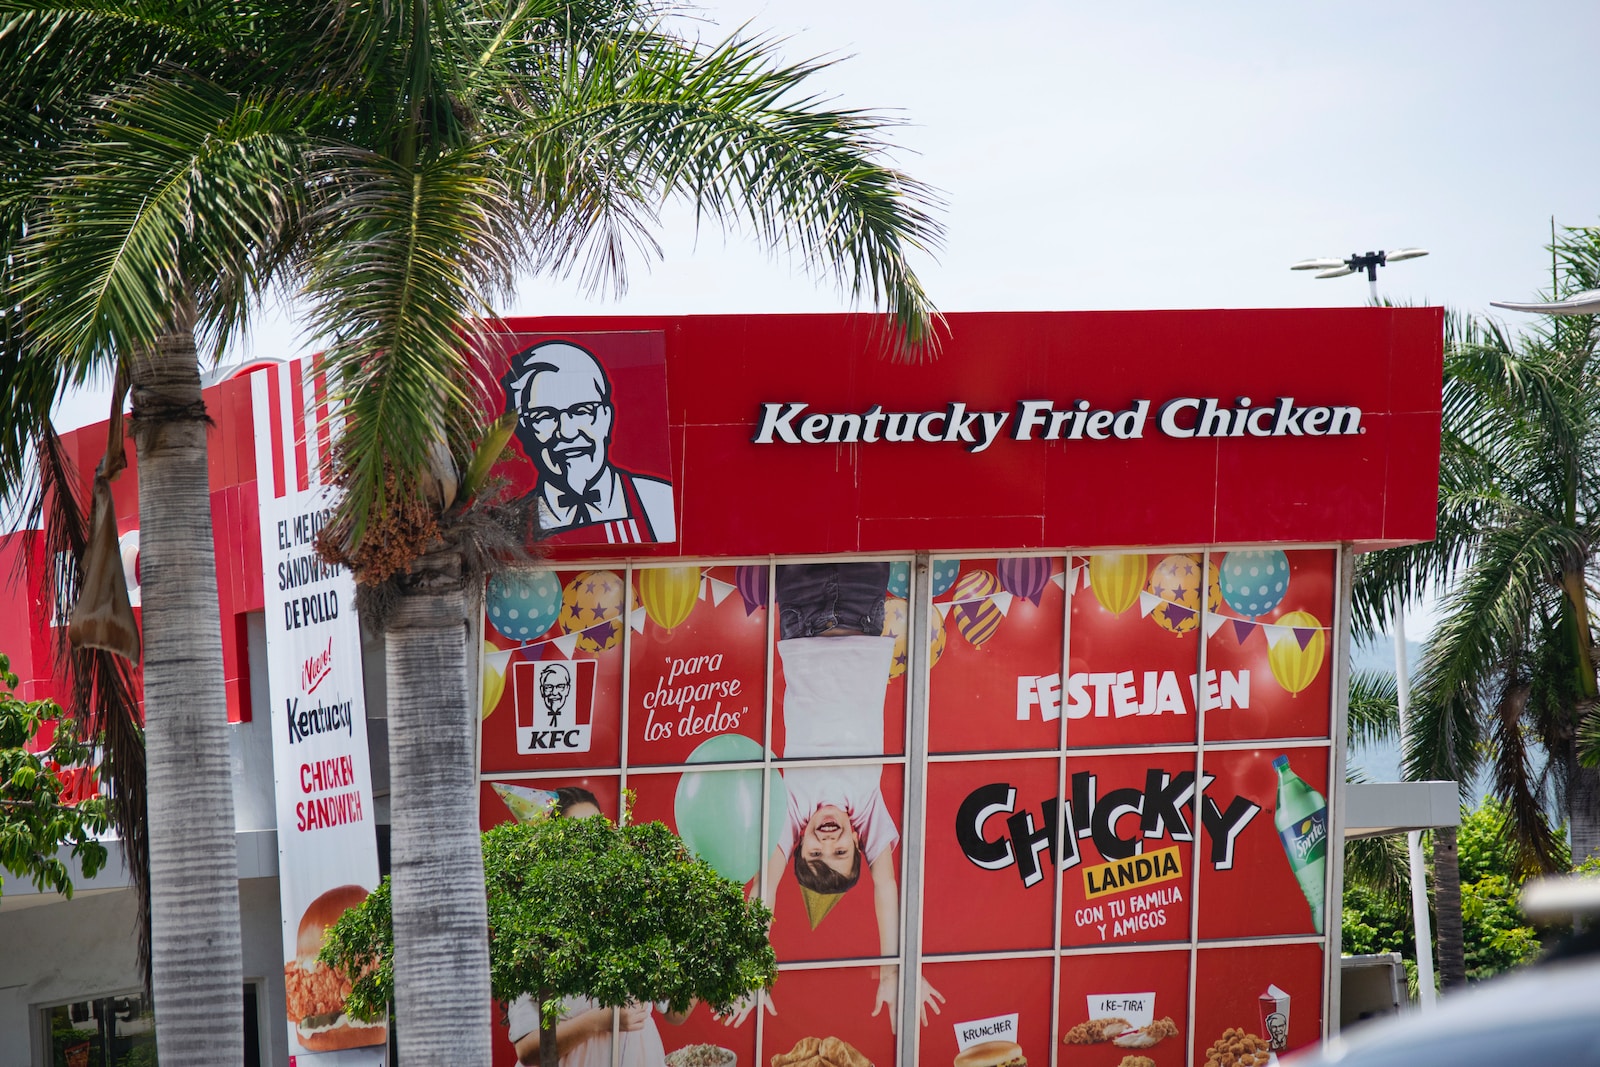 Kentucky Fried Chicken
EL MEJOR
SÁNDWICH
DE POLLO
¡Nuevo!
Kentucky
CHICKEN
SANDWICH
KFC
"para
chuparse
los dedos"
FESTEJA EN
CHICKY
LANDIA
CON TU FAMILIA
Y AMIGOS
Sprite
KRUNCHER
IKE-TIRA